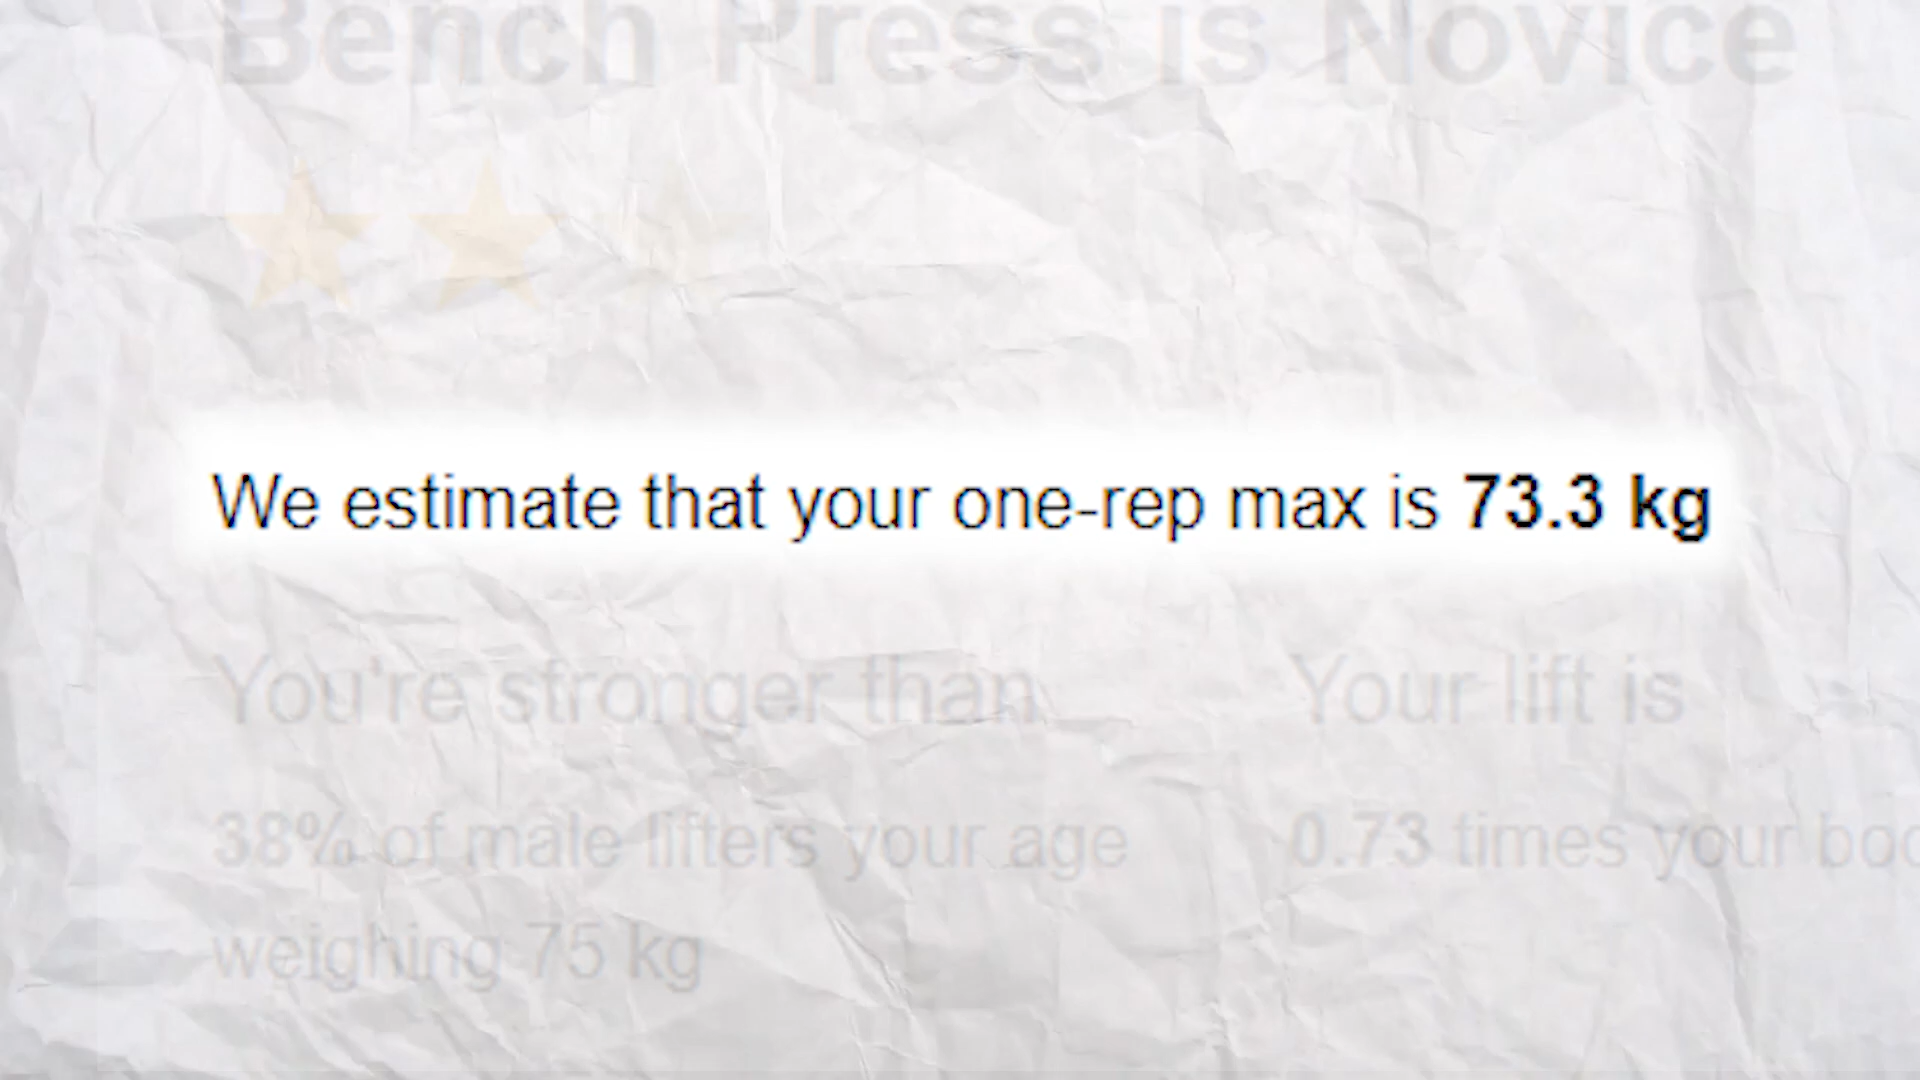 Bench Press is Novice
We estimate that your one-rep max is 73.3 kg
You're stronger than
Your lift is
38% of male lifters your age
0.73 times your
weighing 75 kg